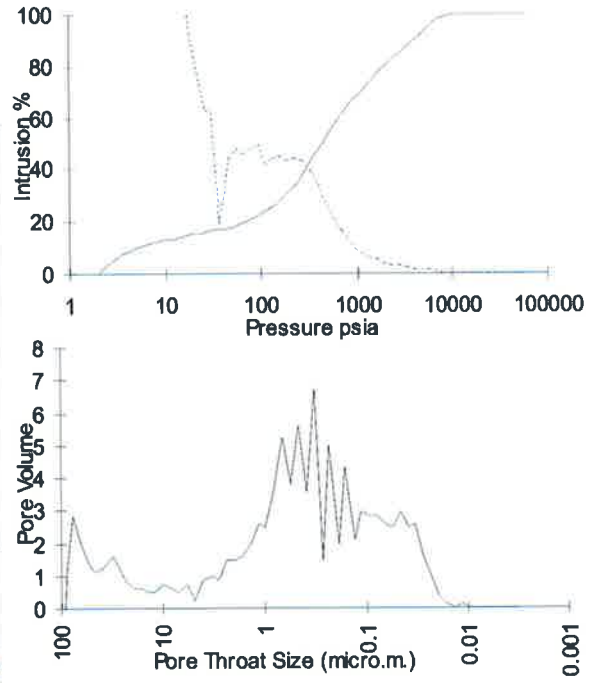 100
80
60
40
20
0
Intrusion %
1 10 100 1000 10000 100000
Pressure psia
8
7
6
5
4
3
2
1
0
Pore Volume
100 10 1 0.1 0.01 0.001
Pore Throat Size (micro.m.)